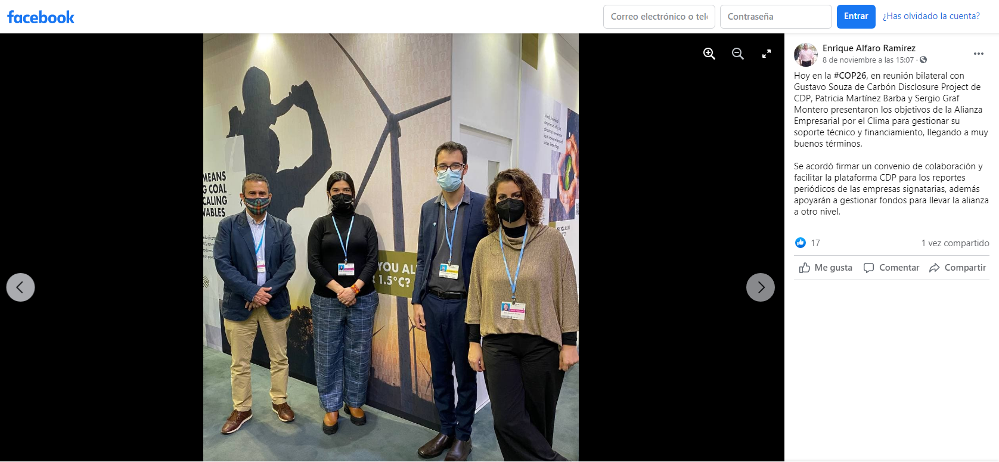 facebook
Correo electrónico o telé
Contraseña
Entrar
¿Has olvidado la cuenta?
MEANS
G COAL
CALING
WABLES
YOU AL
1.5°C?
Enrique Alfaro Ramírez
8 de noviembre a las 15:07 ·
Hoy en la #COP26, en reunión bilateral con
Gustavo Souza de Carbón Disclosure Project de
CDP, Patricia Martínez Barba y Sergio Graf
Montero presentaron los objetivos de la Alianza
Empresarial por el Clima para gestionar su
soporte técnico y financiamiento, llegando a muy
buenos términos.
Se acordó firmar un convenio de colaboración y
facilitar la plataforma CDP para los reportes
periódicos de las empresas signatarias, además
apoyarán a gestionar fondos para llevar la alianza
a otro nivel.
17
1 vez compartido
Me gusta
Comentar
Compartir